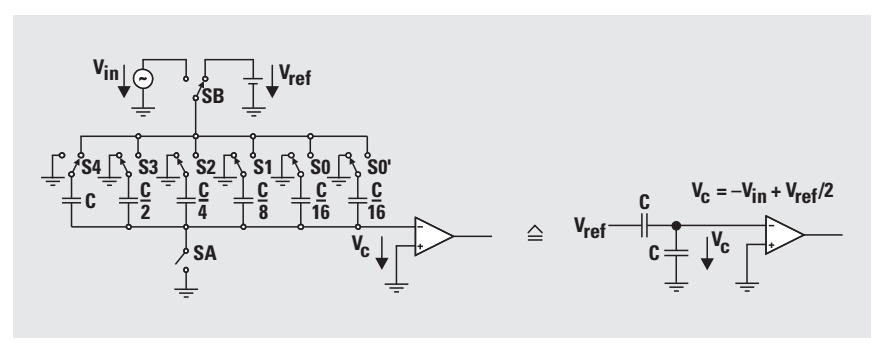 Vin
~
Vref
SB
S4 S3 S2 S1 S0 S0'
C C/2 C/4 C/8 C/16 C/16
SA
Vc
−
+
≙
Vref
C
C
Vc
Vc = –Vin + Vref/2
−
+